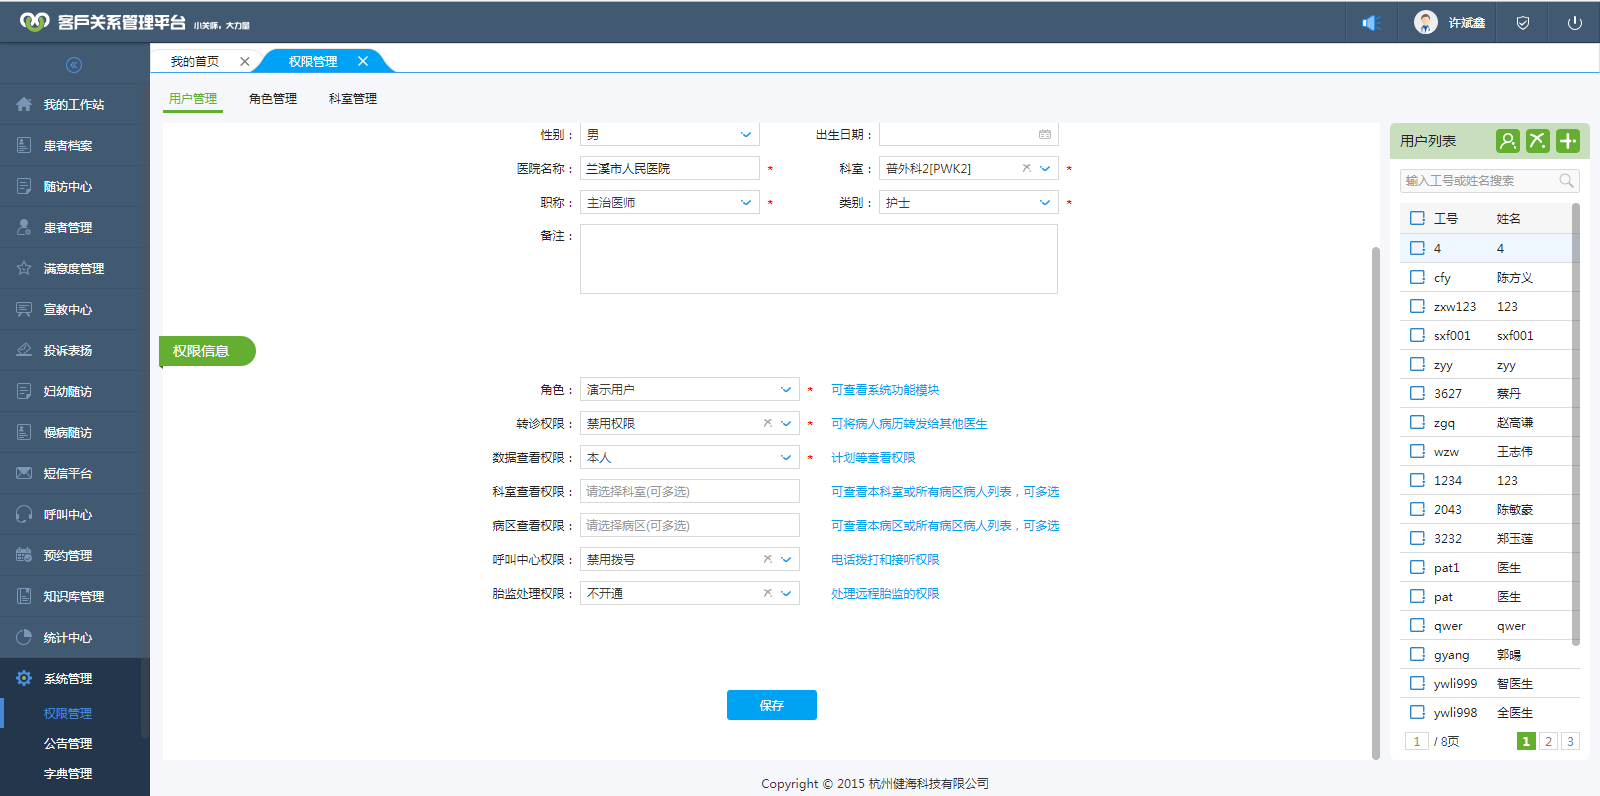 客戶关系管理平台 小关怀，大力量
许斌鑫
我的首页
权限管理
我的工作站
患者档案
随访中心
患者管理
满意度管理
宣教中心
投诉表扬
妇幼随访
慢病随访
短信平台
呼叫中心
预约管理
知识库管理
统计中心
系统管理
权限管理
公告管理
字典管理
用户管理 角色管理 科室管理
性别： 男 出生日期：
医院名称： 兰溪市人民医院 * 科室： 普外科2[PWK2] *
职称： 主治医师 * 类别： 护士 *
备注：
权限信息
角色： 演示用户 * 可查看系统功能模块
转诊权限： 禁用权限 * 可将病人病历转发给其他医生
数据查看权限： 本人 * 计划等查看权限
科室查看权限： 请选择科室(可多选) 可查看本科室或所有病区病人列表，可多选
病区查看权限： 请选择病区(可多选) 可查看本病区或所有病区病人列表，可多选
呼叫中心权限： 禁用拨号 电话拨打和接听权限
胎监处理权限： 不开通 处理远程胎监的权限
保存
用户列表
输入工号或姓名搜索
工号 姓名
4 4
cfy 陈方义
zxw123 123
sxf001 sxf001
zyy zyy
3627 蔡丹
zgq 赵高谦
wzw 王志伟
1234 123
2043 陈敏豪
3232 郑玉莲
pat1 医生
pat 医生
qwer qwer
gyang 郭暘
ywli999 智医生
ywli998 全医生
1 / 8页 1 2 3
Copyright © 2015 杭州健海科技有限公司